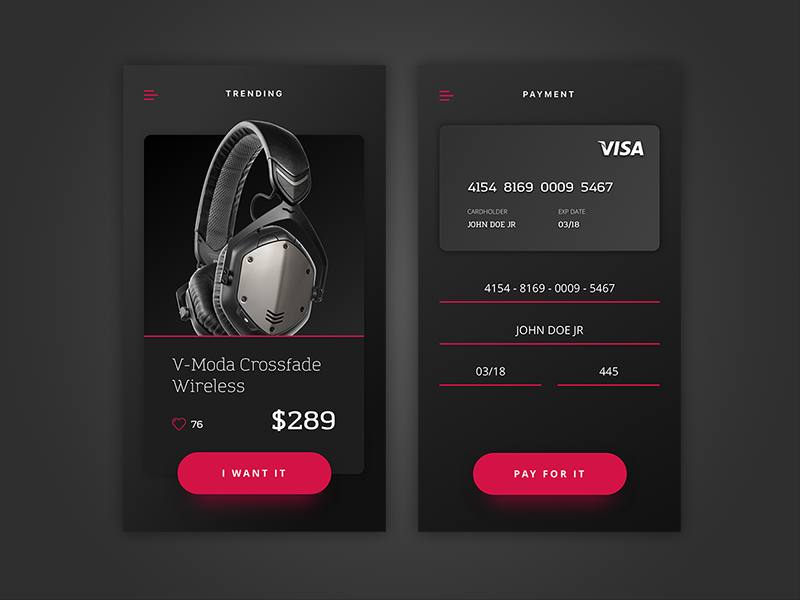 TRENDING
V-Moda Crossfade
Wireless
76
$289
I WANT IT
PAYMENT
VISA
4154 8169 0009 5467
CARDHOLDER EXP DATE
JOHN DOE JR 03/18
4154 - 8169 - 0009 - 5467
JOHN DOE JR
03/18 445
PAY FOR IT